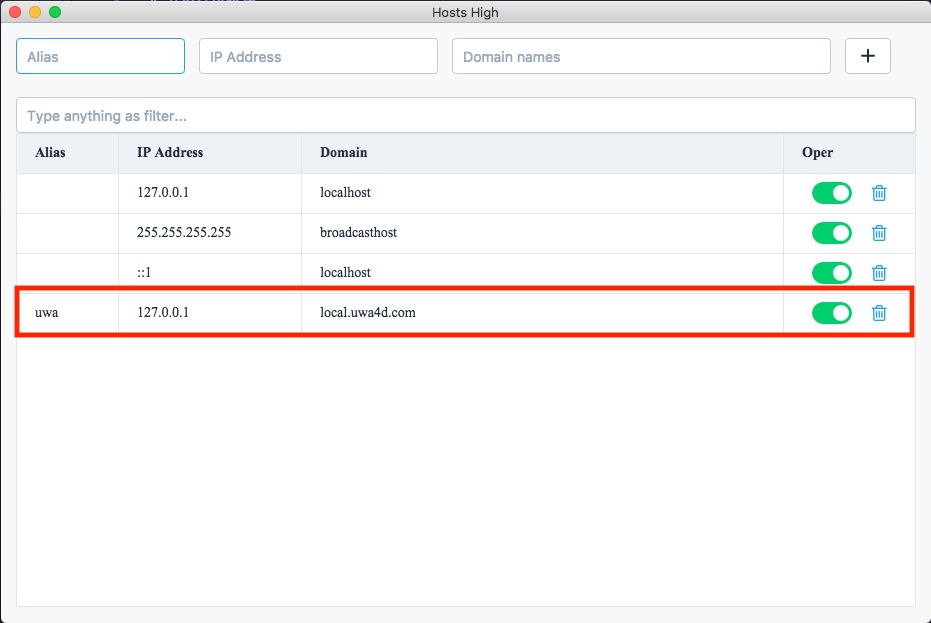 Hosts High
Alias IP Address Domain names +
Type anything as filter...
Alias IP Address Domain Oper
127.0.0.1 localhost
255.255.255.255 broadcasthost
::1 localhost
uwa 127.0.0.1 local.uwa4d.com